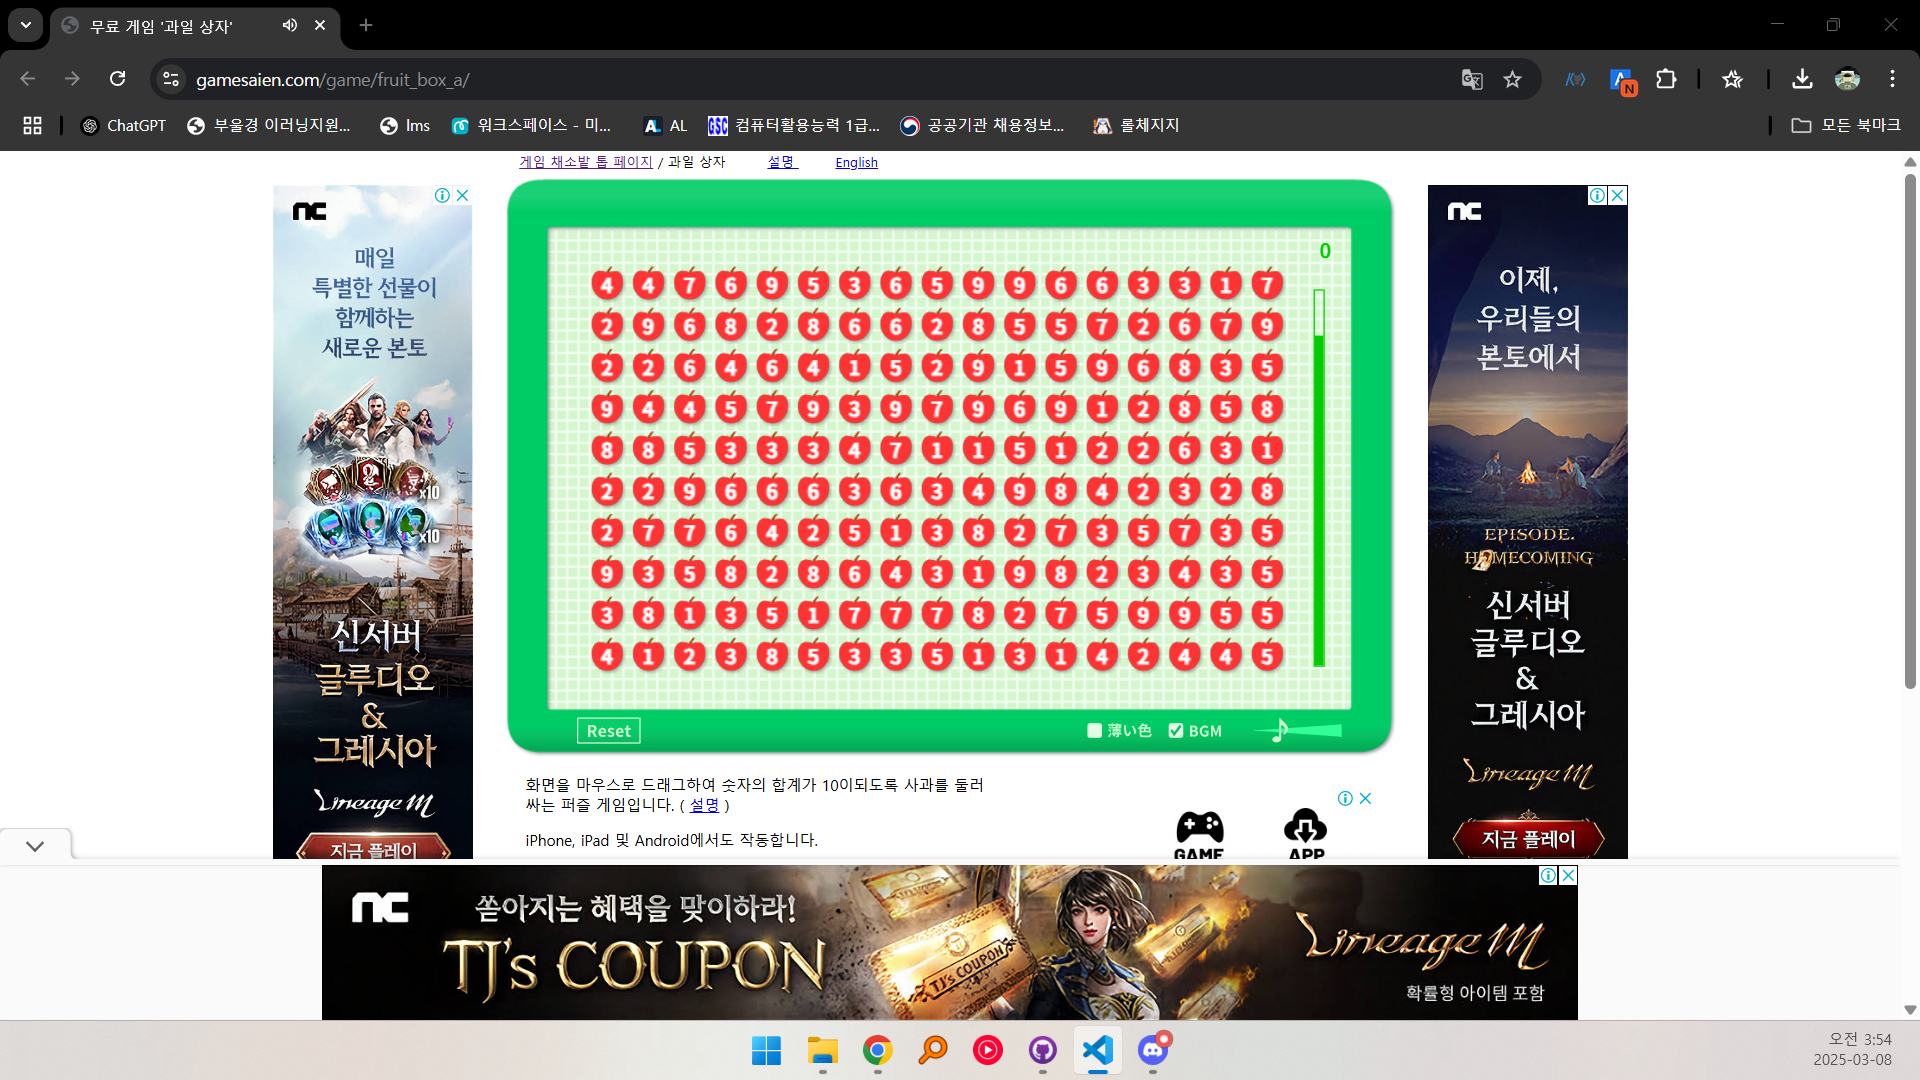 무료 게임 '과일 상자'
gamesaien.com/game/fruit_box_a/
ChatGPT
부울경 이러닝지원...
lms
워크스페이스 - 미...
AL
컴퓨터활용능력 1급...
공공기관 채용정보...
롤체지지
모든 북마크
게임 채소밭 톱 페이지 / 과일 상자 설명 English
0
4 4 7 6 9 5 3 6 5 9 9 6 6 3 3 1 7
2 9 6 8 2 8 6 6 2 8 5 5 7 2 6 7 9
2 2 6 4 6 4 1 5 2 9 1 5 9 6 8 3 5
9 4 4 5 7 9 3 9 7 9 6 9 1 2 8 5 8
8 8 5 3 3 3 4 7 1 1 5 1 2 2 6 3 1
2 2 9 6 6 6 3 6 3 4 9 8 4 2 3 2 8
2 7 7 6 4 2 5 1 3 8 2 7 3 5 7 3 5
9 3 5 8 2 8 6 4 3 1 9 8 2 3 4 3 5
3 8 1 3 5 1 7 7 7 8 2 7 5 9 9 5 5
4 1 2 3 8 5 3 3 5 1 3 1 4 2 4 4 5
Reset
薄い色
BGM
nc
매일
특별한 선물이
함께하는
새로운 본토
x10
x10
신서버
글루디오
&
그레시아
Lineage M
지금 플레이
nc
이제,
우리들의
본토에서
EPISODE.
HOMECOMING
신서버
글루디오
&
그레시아
Lineage M
지금 플레이
화면을 마우스로 드래그하여 숫자의 합계가 10이되도록 사과를 둘러
싸는 퍼즐 게임입니다. ( 설명 )
iPhone, iPad 및 Android에서도 작동합니다.
GAME
APP
nc
쏟아지는 혜택을 맞이하라!
TJ's COUPON
TJ's COUPON
Lineage M
확률형 아이템 포함
오전 3:54
2025-03-08